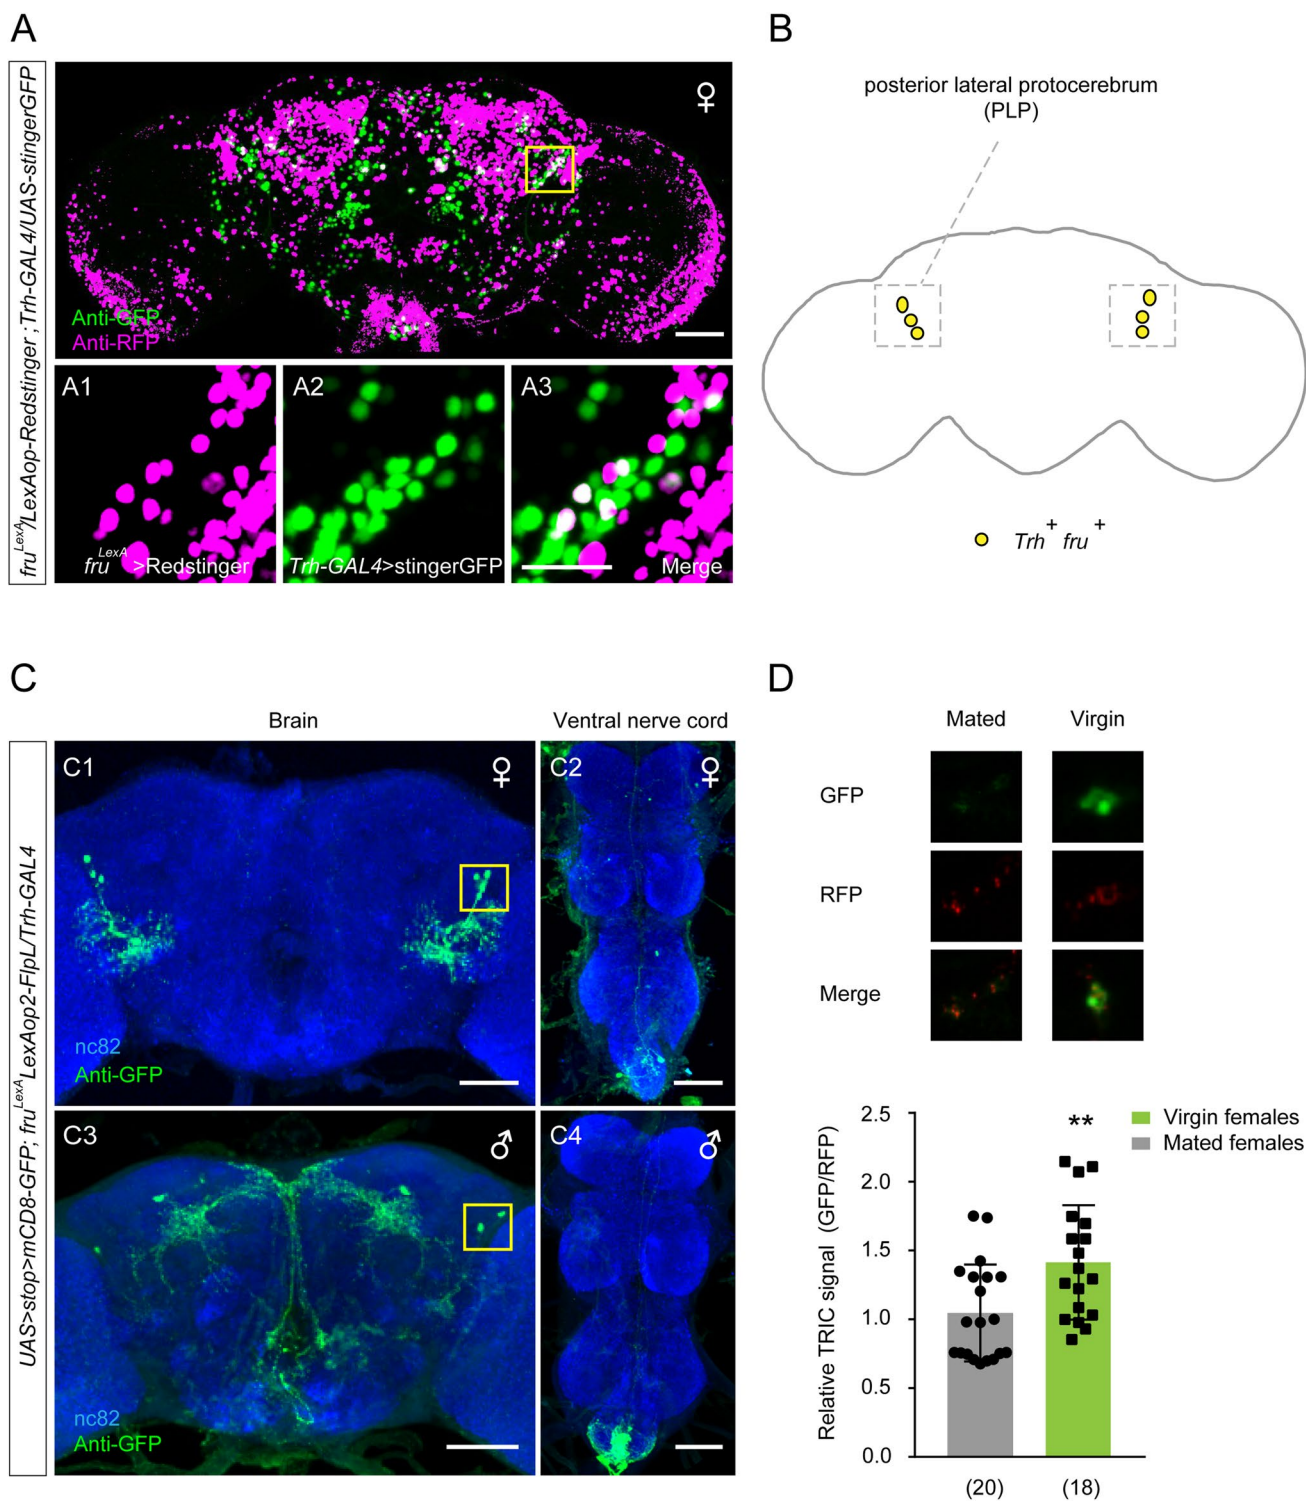 A
fru^LexA/LexAop-Redstinger ;Trh-GAL4/UAS-stingerGFP
♀
Anti-GFP
Anti-RFP
A1
fru^LexA >Redstinger
A2
Trh-GAL4>stingerGFP
A3
Merge
B
posterior lateral protocerebrum
(PLP)
Trh^+ fru^+
C
Brain
Ventral nerve cord
UAS>stop>mCD8-GFP; fru^LexA LexAop2-FlpL/Trh-GAL4
C1
♀
nc82
Anti-GFP
C2
♀
C3
♂
nc82
Anti-GFP
C4
♂
D
Mated
Virgin
GFP
RFP
Merge
Relative TRIC signal (GFP/RFP)
2.5
2.0
1.5
1.0
0.5
0.0
**
Virgin females
Mated females
(20)
(18)